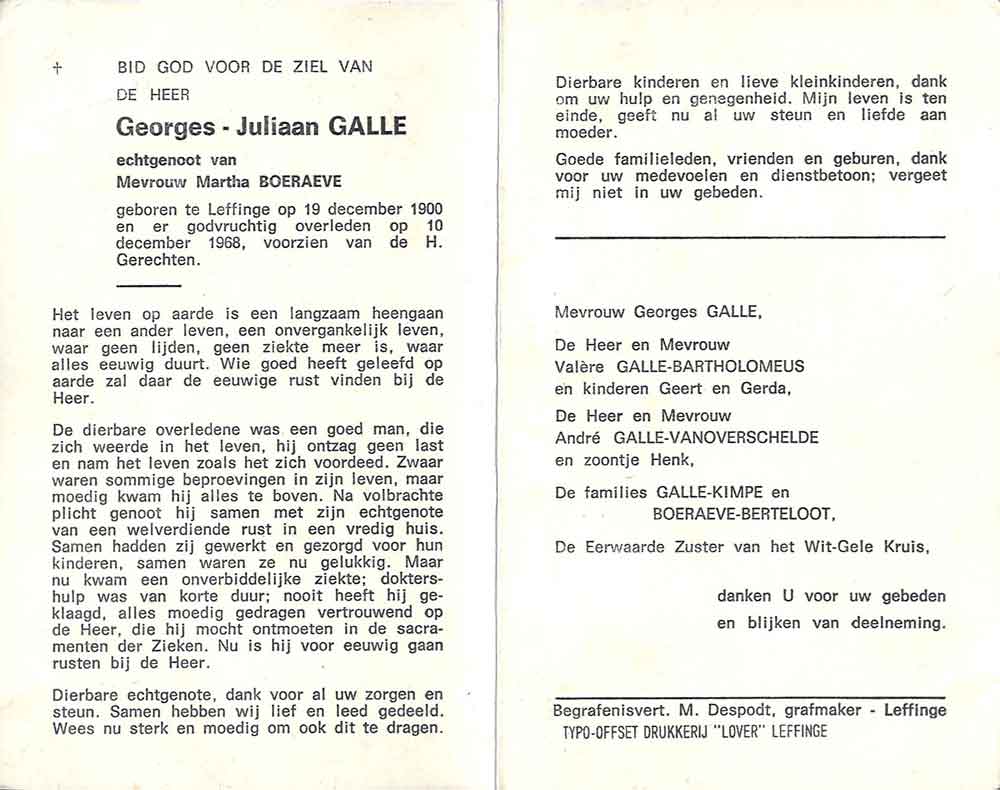 † BID GOD VOOR DE ZIEL VAN
DE HEER
Georges - Juliaan GALLE
echtgenoot van
Mevrouw Martha BOERAEVE
geboren te Leffinge op 19 december 1900
en er godvruchtig overleden op 10
december 1968, voorzien van de H.
Gerechten.
Het leven op aarde is een langzaam heengaan
naar een ander leven, een onvergankelijk leven,
waar geen lijden, geen ziekte meer is, waar
alles eeuwig duurt. Wie goed heeft geleefd op
aarde zal daar de eeuwige rust vinden bij de
Heer.
De dierbare overledene was een goed man, die
zich weerde in het leven, hij ontzag geen last
en nam het leven zoals het zich voordeed. Zwaar
waren sommige beproevingen in zijn leven, maar
moedig kwam hij alles te boven. Na volbrachte
plicht genoot hij samen met zijn echtgenote
van een welverdiende rust in een vredig huis.
Samen hadden zij gewerkt en gezorgd voor hun
kinderen, samen waren ze nu gelukkig. Maar
nu kwam een onverbiddelijke ziekte; dokters-
hulp was van korte duur; nooit heeft hij ge-
klaagd, alles moedig gedragen vertrouwend op
de Heer, die hij mocht ontmoeten in de sacra-
menten der Zieken. Nu is hij voor eeuwig gaan
rusten bij de Heer.
Dierbare echtgenote, dank voor al uw zorgen en
steun. Samen hebben wij lief en leed gedeeld.
Wees nu sterk en moedig om ook dit te dragen.
Dierbare kinderen en lieve kleinkinderen, dank
om uw hulp en genegenheid. Mijn leven is ten
einde, geeft nu al uw steun en liefde aan
moeder.
Goede familieleden, vrienden en geburen, dank
voor uw medevoelen en dienstbetoon; vergeet
mij niet in uw gebeden.
Mevrouw Georges GALLE,
De Heer en Mevrouw
Valère GALLE-BARTHOLOMEUS
en kinderen Geert en Gerda,
De Heer en Mevrouw
André GALLE-VANOVERSCHELDE
en zoontje Henk,
De families GALLE-KIMPE en
BOERAEVE-BERTELOOT,
De Eerwaarde Zuster van het Wit-Gele Kruis,
danken U voor uw gebeden
en blijken van deelneming.
Begrafenisvert. M. Despodt, grafmaker - Leffinge
TYPO-OFFSET DRUKKERIJ "LOVER" LEFFINGE